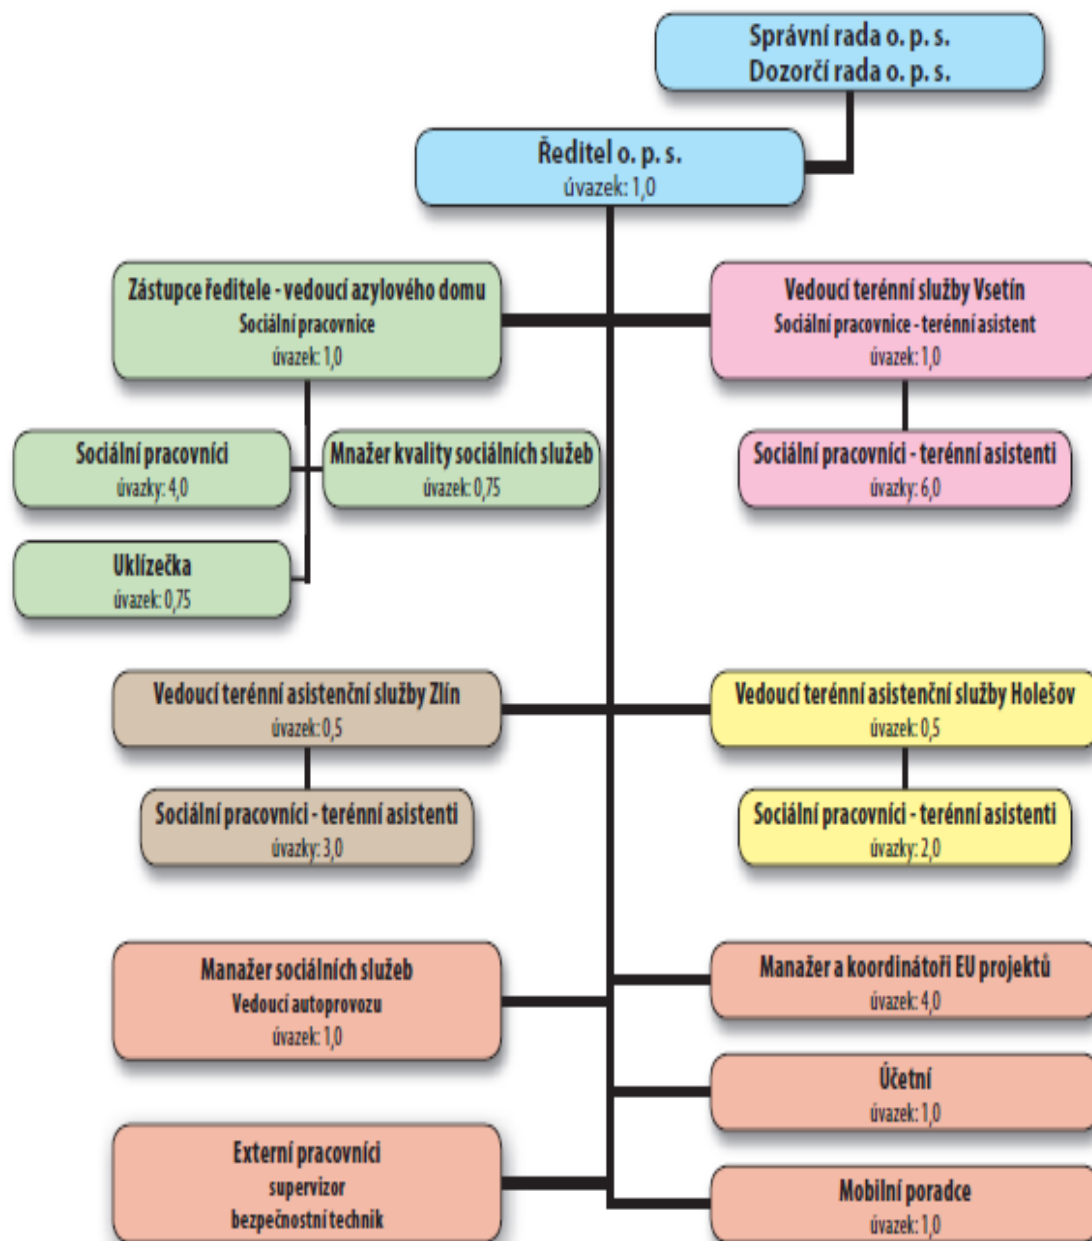 Správní rada o. p. s.
Dozorčí rada o. p. s.
Ředitel o. p. s.
úvazek: 1,0
Zástupce ředitele - vedoucí azylového domu
Sociální pracovnice
úvazek: 1,0
Vedoucí terénní služby Vsetín
Sociální pracovnice - terénní asistent
úvazek: 1,0
Sociální pracovníci
úvazky: 4,0
Mnažer kvality sociálních služeb
úvazek: 0,75
Sociální pracovníci - terénní asistenti
úvazky: 6,0
Uklízečka
úvazek: 0,75
Vedoucí terénní asistenční služby Zlín
úvazek: 0,5
Vedoucí terénní asistenční služby Holešov
úvazek: 0,5
Sociální pracovníci - terénní asistenti
úvazky: 3,0
Sociální pracovníci - terénní asistenti
úvazky: 2,0
Manažer sociálních služeb
Vedoucí autoprovozu
úvazek: 1,0
Manažer a koordinátoři EU projektů
úvazek: 4,0
Účetní
úvazek: 1,0
Externí pracovníci
supervizor
bezpečnostní technik
Mobilní poradce
úvazek: 1,0